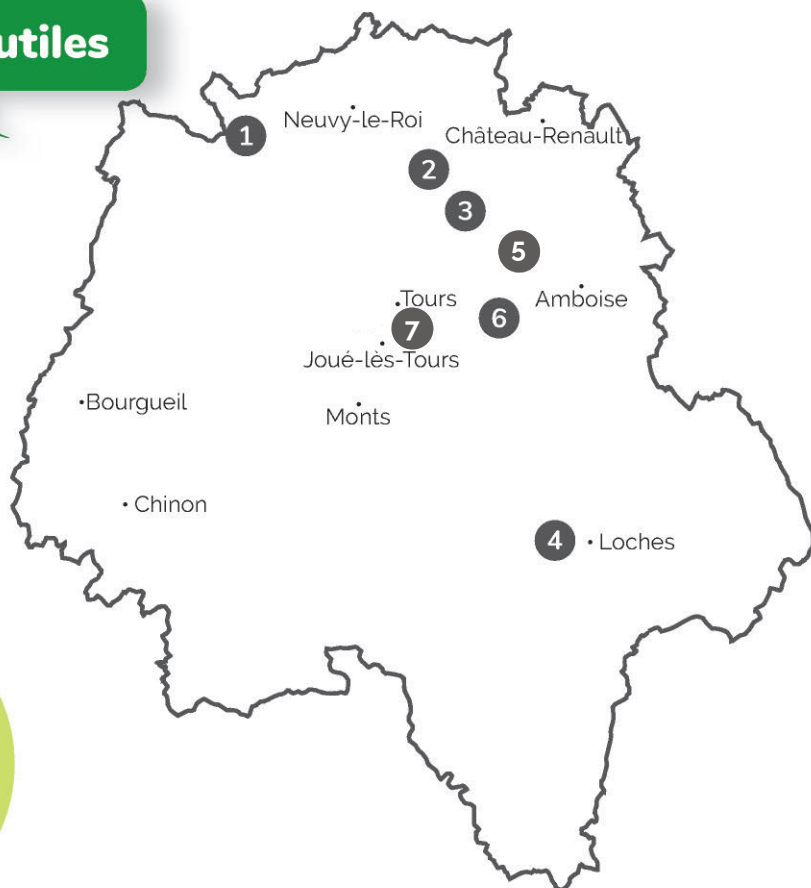 utiles
Neuvy-le-Roi
Château-Renault
1
2
3
5
Tours
Amboise
6
7
Joué-lès-Tours
Bourgueil
Monts
Chinon
4
Loches